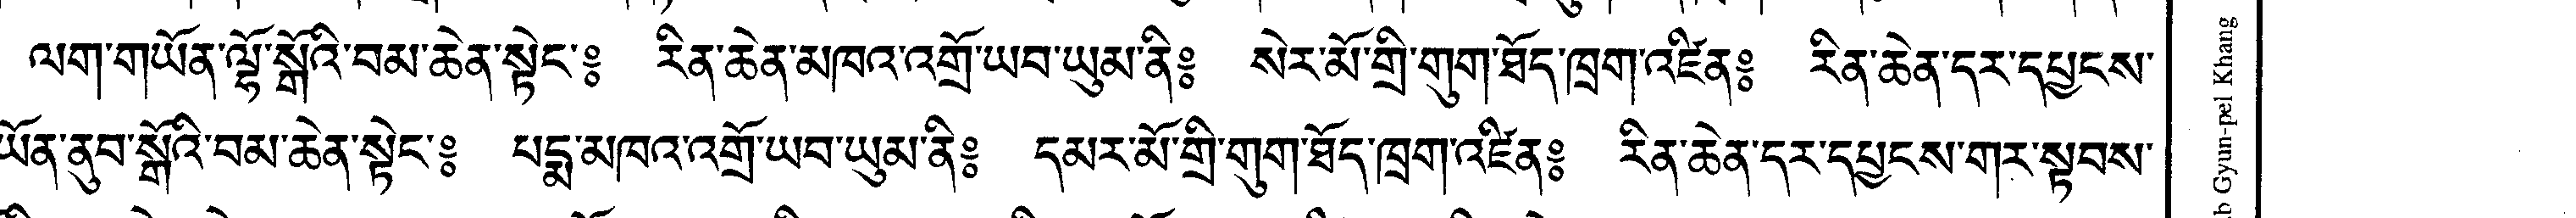 ལག་གཡོན་ལྷོ་སྒོའི་བམ་ཆེན་སྟེང་༔ རིན་ཆེན་མཁའ་འགྲོ་ཡབ་ཡུམ་ནི༔ སེར་མོ་གྲི་གུག་ཐོད་ཁྲག་འཛིན༔ རིན་ཆེན་དར་དཔྱངས་
ཡོན་ནུབ་སྒོའི་བམ་ཆེན་སྟེང་༔ པདྨ་མཁའ་འགྲོ་ཡབ་ཡུམ་ནི༔ དམར་མོ་གྲི་གུག་ཐོད་ཁྲག་འཛིན༔ རིན་ཆེན་དར་དཔྱངས་གར་སྟབས་
Gyun-pel Khang